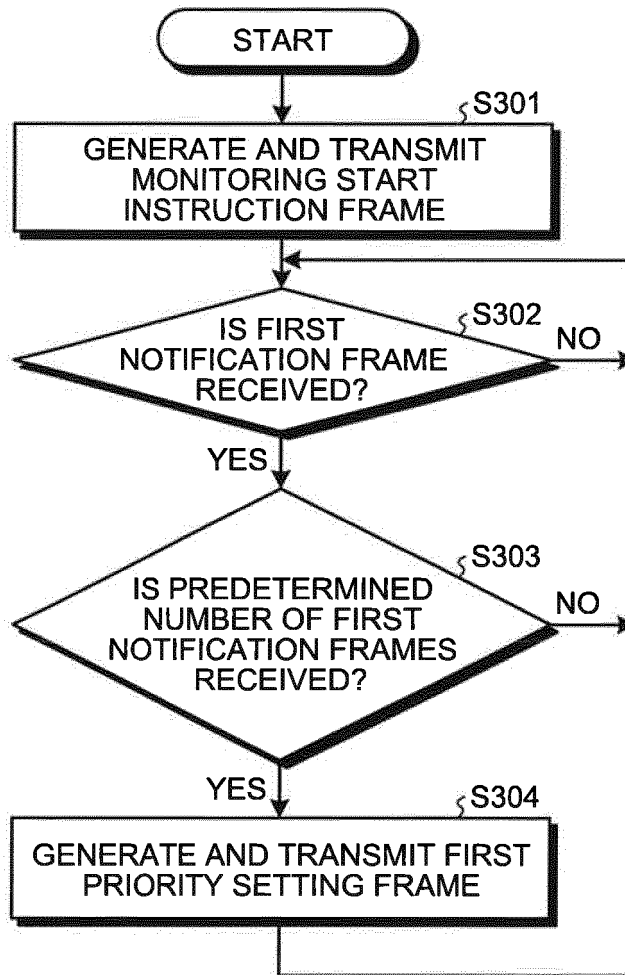 START
S301
GENERATE AND TRANSMIT
MONITORING START
INSTRUCTION FRAME
S302
IS FIRST
NOTIFICATION FRAME
RECEIVED?
NO
YES
S303
IS PREDETERMINED
NUMBER OF FIRST
NOTIFICATION FRAMES
RECEIVED?
NO
YES
S304
GENERATE AND TRANSMIT FIRST
PRIORITY SETTING FRAME